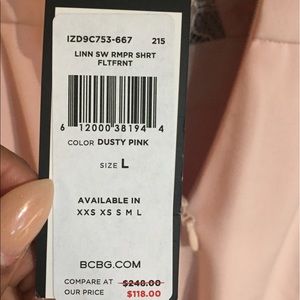 IZD9C753-667 215
LINN SW RMPR SHRT
FLTFRNT
6 12000 38194 4
COLOR DUSTY PINK
SIZE L
AVAILABLE IN
XXS XS S M L
BCBG.COM
COMPARE AT $248.00
OUR PRICE $118.00